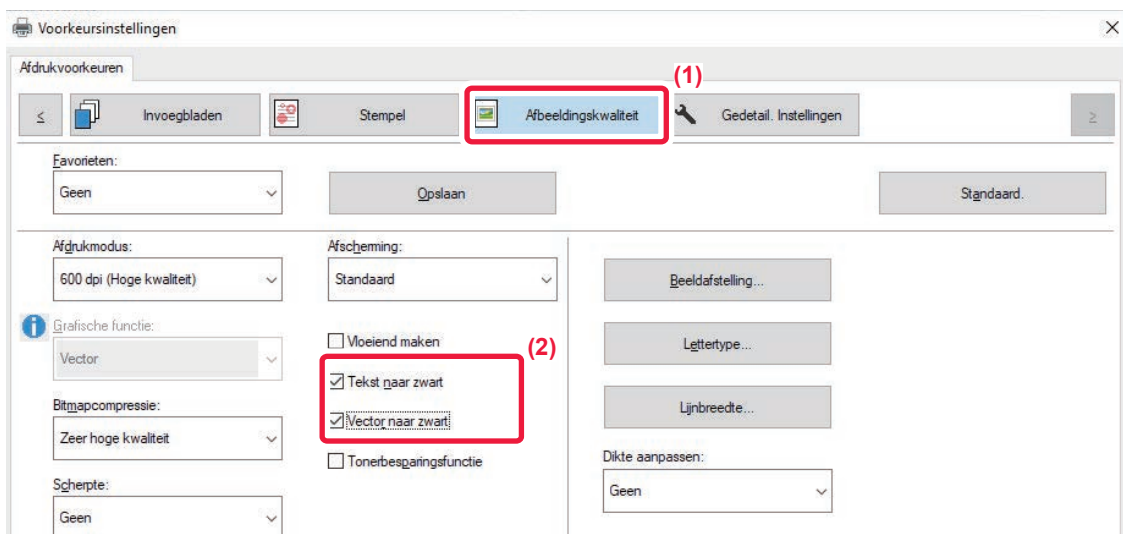 Voorkeursinstellingen
Afdrukvoorkeuren
(1)
≤ Invoegbladen Stempel Afbeeldingskwaliteit Gedetail. Instellingen ≥
Favorieten:
Geen Opslaan Standaard.
Afdrukmodus: Afscherming:
600 dpi (Hoge kwaliteit) Standaard Beeldafstelling...
Grafische functie:
Vector
Vloeiend maken (2)
Lettertype...
Tekst naar zwart
Bitmapcompressie:
Vector naar zwart Lijnbreedte...
Zeer hoge kwaliteit
Tonerbesparingsfunctie Dikte aanpassen:
Scherpte:
Geen Geen